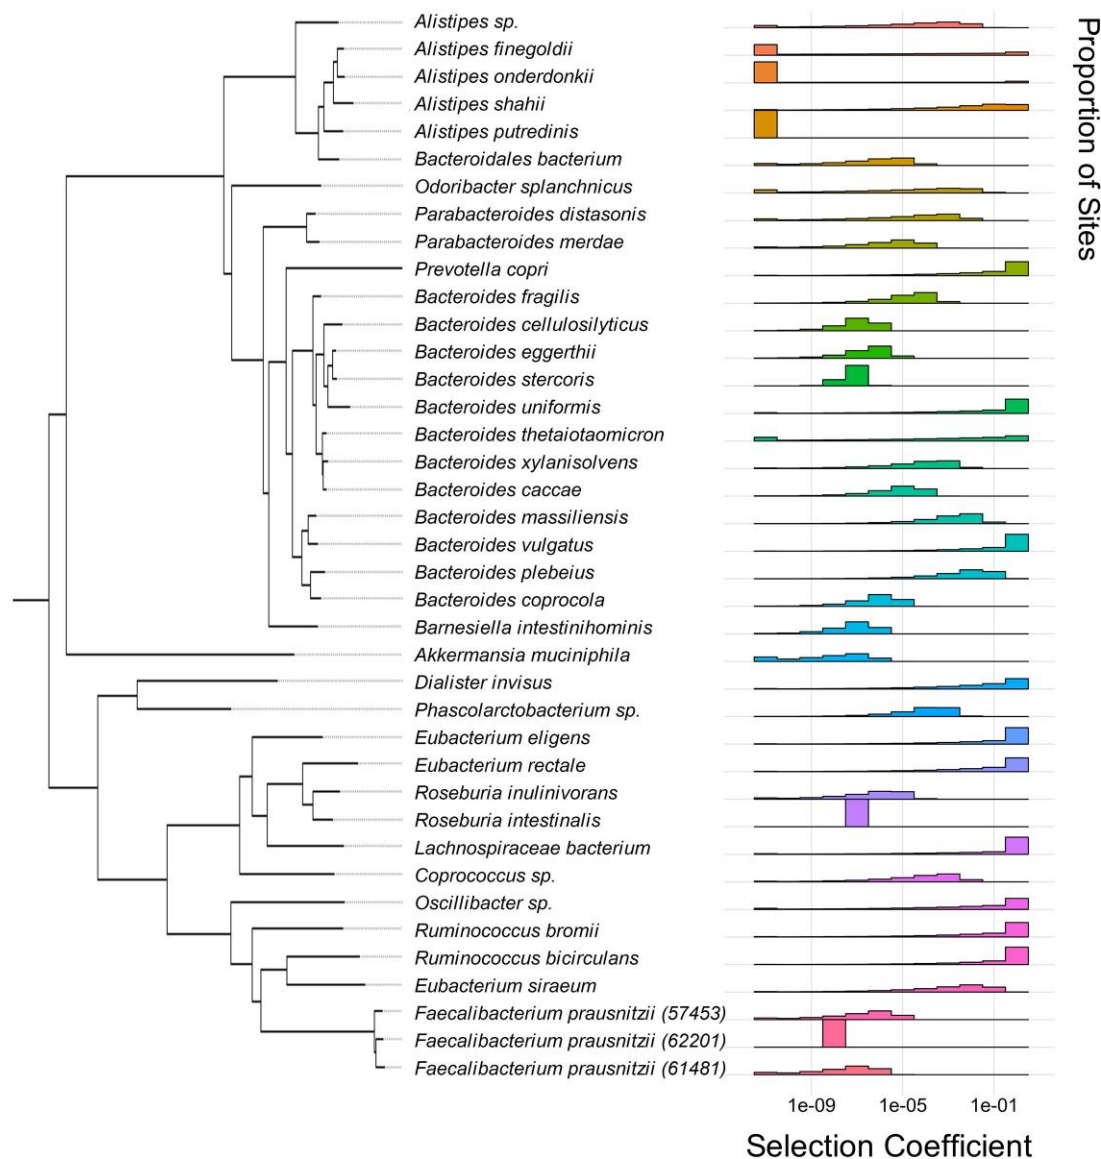 Alistipes sp.
Alistipes finegoldii
Alistipes onderdonkii
Alistipes shahii
Alistipes putredinis
Bacteroidales bacterium
Odoribacter splanchnicus
Parabacteroides distasonis
Parabacteroides merdae
Prevotella copri
Bacteroides fragilis
Bacteroides cellulosilyticus
Bacteroides eggerthii
Bacteroides stercoris
Bacteroides uniformis
Bacteroides thetaiotaomicron
Bacteroides xylanisolvens
Bacteroides caccae
Bacteroides massiliensis
Bacteroides vulgatus
Bacteroides plebeius
Bacteroides coprocola
Barnesiella intestinihominis
Akkermansia muciniphila
Dialister invisus
Phascolarctobacterium sp.
Eubacterium eligens
Eubacterium rectale
Roseburia inulinivorans
Roseburia intestinalis
Lachnospiraceae bacterium
Coprococcus sp.
Oscillibacter sp.
Ruminococcus bromii
Ruminococcus bicirculans
Eubacterium siraeum
Faecalibacterium prausnitzii (57453)
Faecalibacterium prausnitzii (62201)
Faecalibacterium prausnitzii (61481)
Proportion of Sites
1e-09 1e-05 1e-01
Selection Coefficient